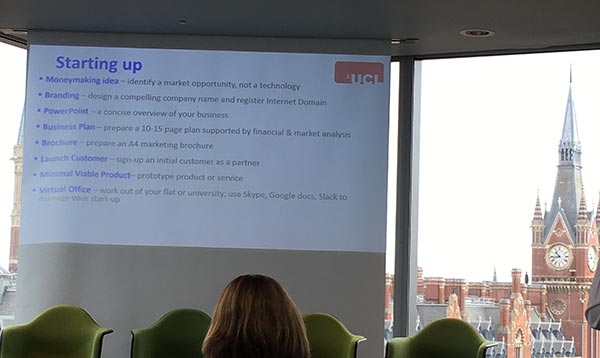 Starting up
UCL
• Moneymaking idea – identify a market opportunity, not a technology
• Branding – design a compelling company name and register Internet Domain
• PowerPoint – a concise overview of your business
• Business Plan – prepare a 10-15 page plan supported by financial & market analysis
• Brochure – prepare an A4 marketing brochure
• Launch Customer – sign-up an initial customer as a partner
• Minimal Viable Product– prototype product or service
• Virtual Office – work out of your flat or university; use Skype, Google docs, Slack to
manage your start-up